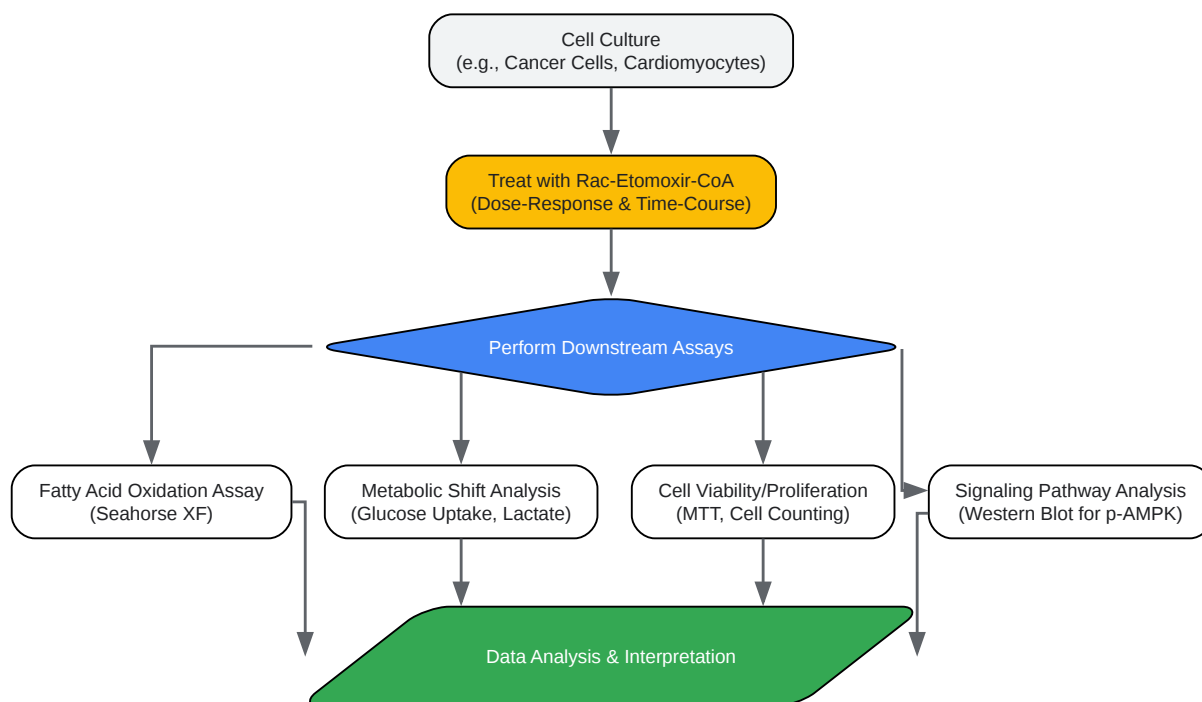 Cell Culture
(e.g., Cancer Cells, Cardiomyocytes)
Treat with Rac-Etomoxir-CoA
(Dose-Response & Time-Course)
Perform Downstream Assays
Fatty Acid Oxidation Assay
(Seahorse XF)
Metabolic Shift Analysis
(Glucose Uptake, Lactate)
Cell Viability/Proliferation
(MTT, Cell Counting)
Signaling Pathway Analysis
(Western Blot for p-AMPK)
Data Analysis & Interpretation